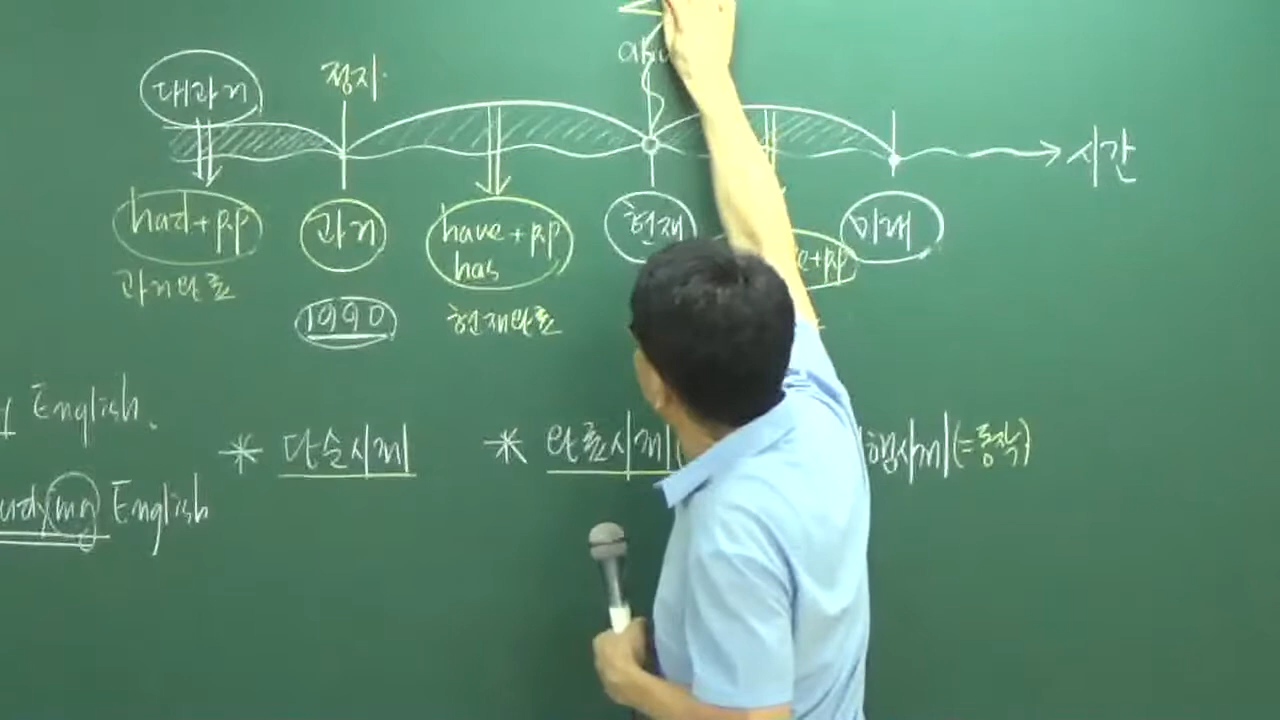 대과거
정지
시간
had + p.p
과거
have + p.p
has
현재
e+p.p
미래
과거완료
1990
현재완료
English.
* 단순시제
* 완료시제(
행시제(=동작)
udying English